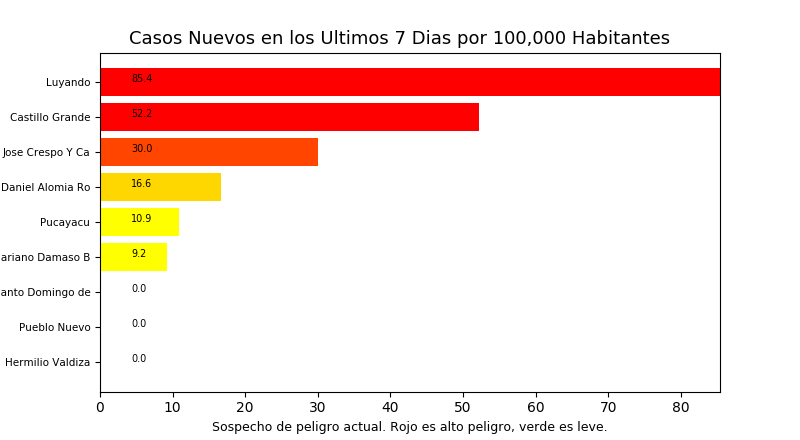 Casos Nuevos en los Ultimos 7 Dias por 100,000 Habitantes
Luyando 85.4
Castillo Grande 52.2
Jose Crespo Y Ca 30.0
Daniel Alomia Ro 16.6
Pucayacu 10.9
ariano Damaso B 9.2
anto Domingo de 0.0
Pueblo Nuevo 0.0
Hermilio Valdiza 0.0
0 10 20 30 40 50 60 70 80
Sospecho de peligro actual. Rojo es alto peligro, verde es leve.